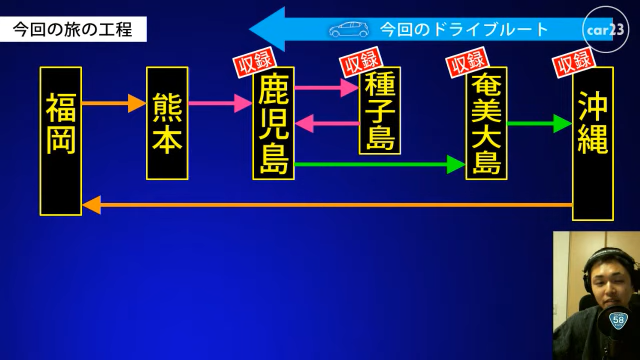 今回の旅の工程
今回のドライブルート
car23
収録
収録
収録
収録
福岡
熊本
鹿児島
種子島
奄美大島
沖縄
58